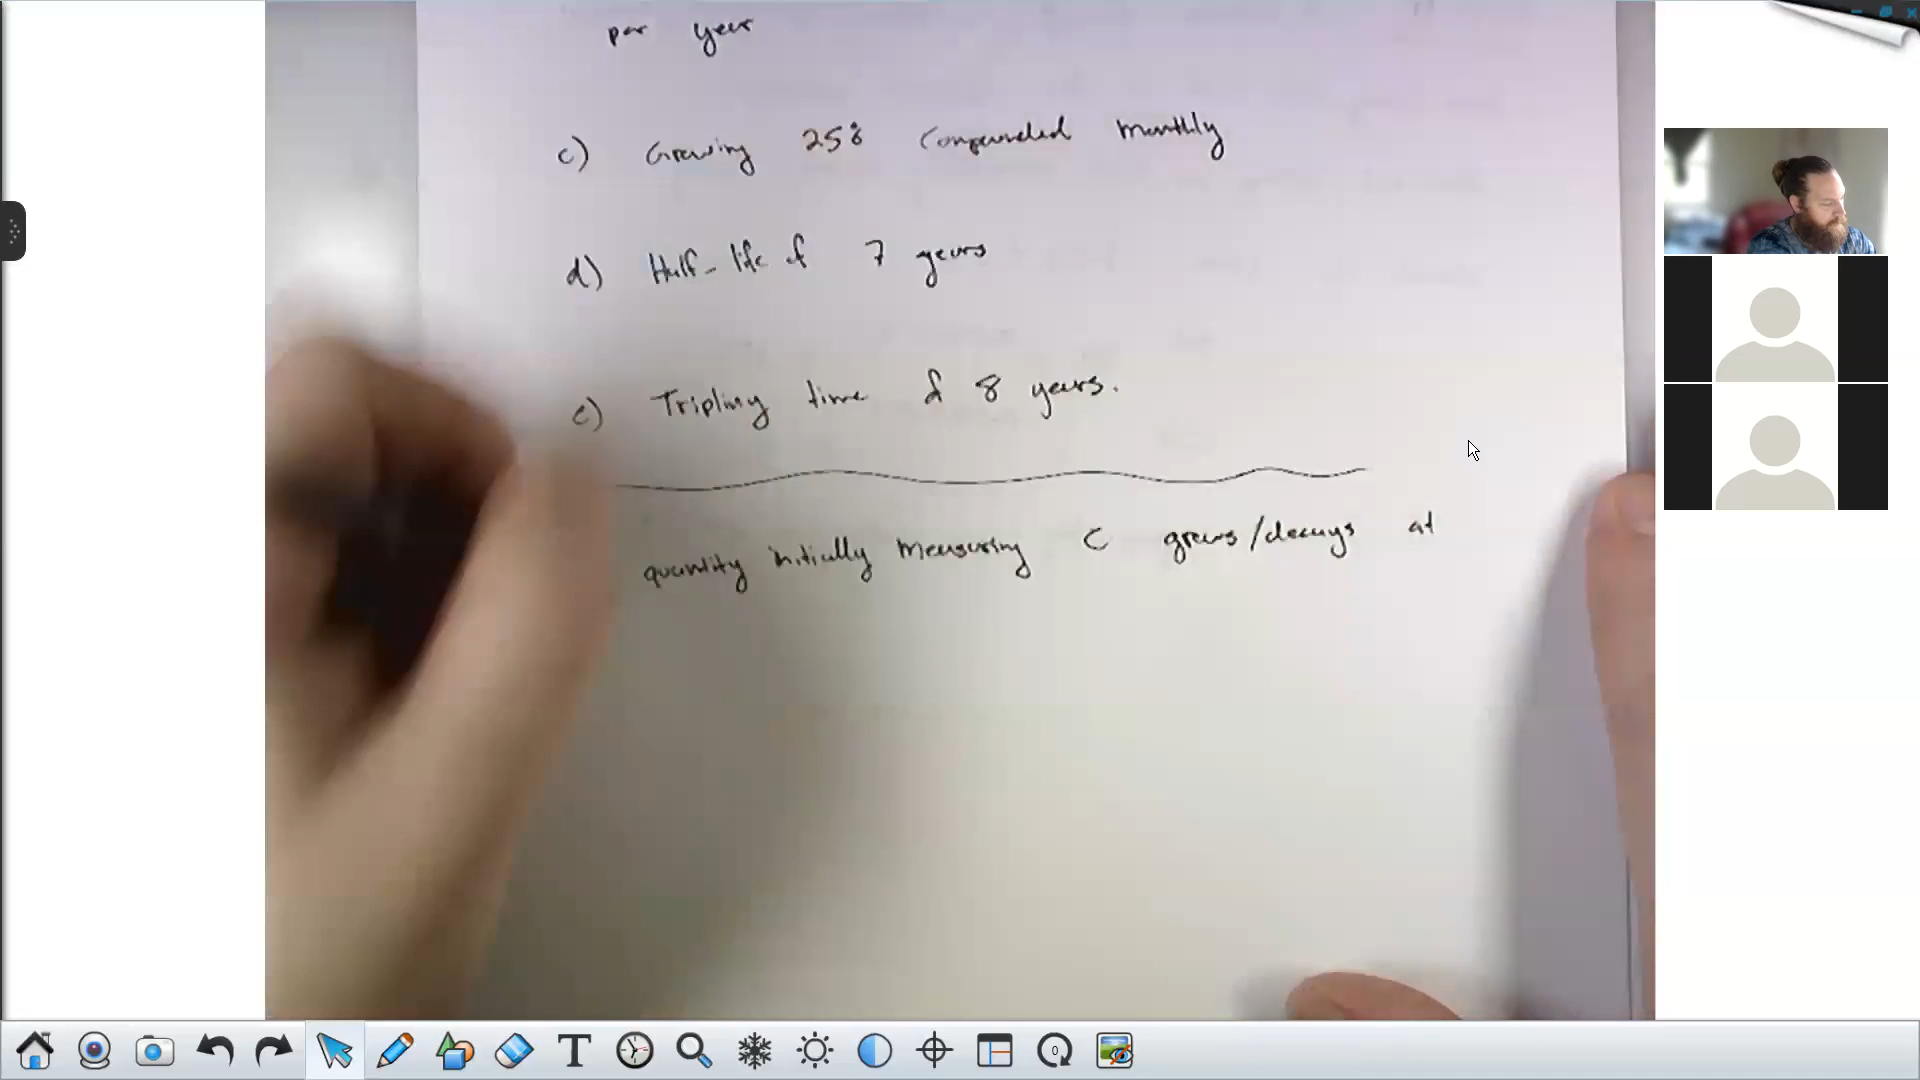 per year
c) Growing 25% compounded monthly
d) Half-life of 7 years
e) Tripling time of 8 years.
quantity initially measuring C grows/decays at
T
0